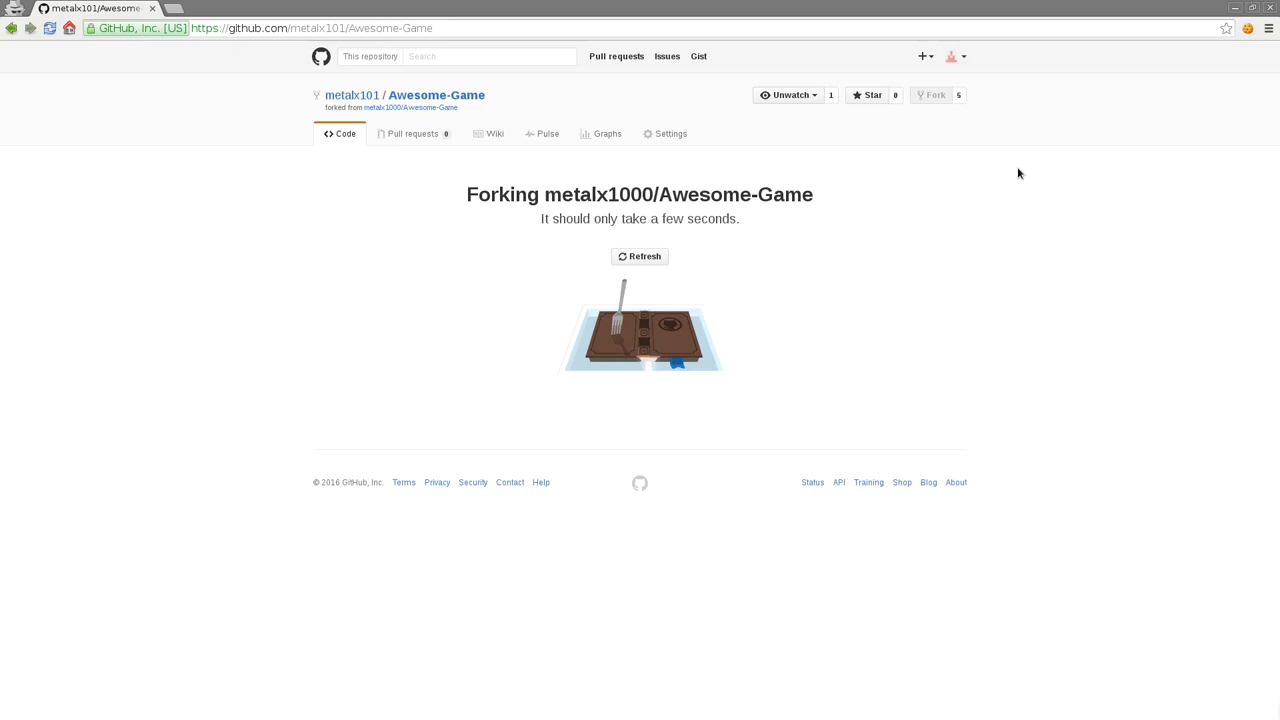 metalx101/Awesome-
GitHub, Inc. [US] https://github.com/metalx101/Awesome-Game
This repository Search Pull requests Issues Gist
metalx101 / Awesome-Game Unwatch 1 Star 0 Fork 5
forked from metalx1000/Awesome-Game
Code Pull requests 0 Wiki Pulse Graphs Settings
Forking metalx1000/Awesome-Game
It should only take a few seconds.
Refresh
© 2016 GitHub, Inc. Terms Privacy Security Contact Help Status API Training Shop Blog About